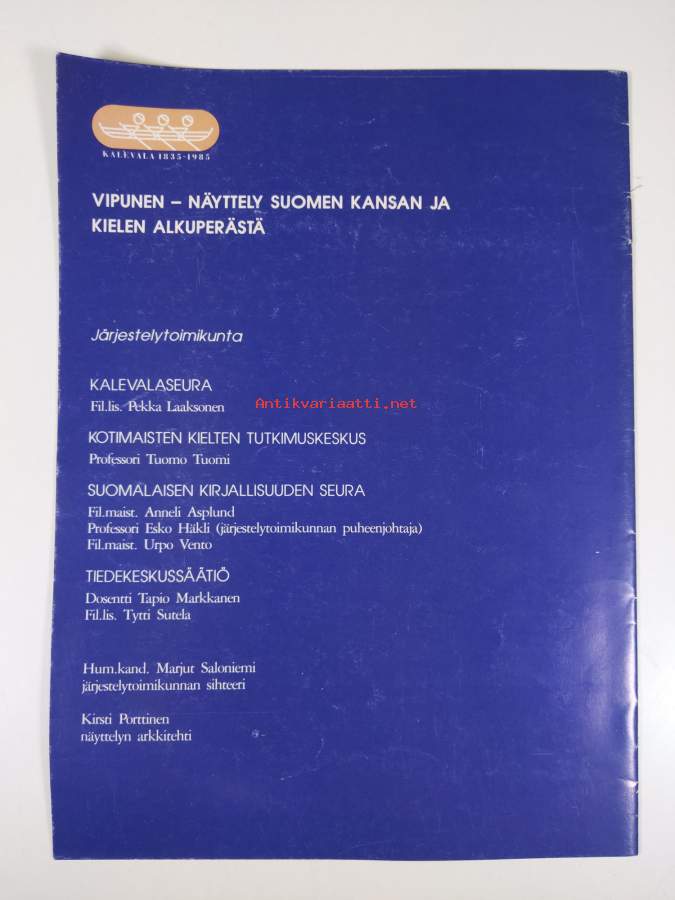 KALEVALA 1835-1985
VIPUNEN – NÄYTTELY SUOMEN KANSAN JA
KIELEN ALKUPERÄSTÄ
Järjestelytoimikunta
KALEVALASEURA
Fil.lis. Pekka Laaksonen
Antikvariaatti.net
KOTIMAISTEN KIELTEN TUTKIMUSKESKUS
Professori Tuomo Tuomi
SUOMALAISEN KIRJALLISUUDEN SEURA
Fil.maist. Anneli Asplund
Professori Esko Häkli (järjestelytoimikunnan puheenjohtaja)
Fil.maist. Urpo Vento
TIEDEKESKUSSÄÄTIÖ
Dosentti Tapio Markkanen
Fil.lis. Tytti Sutela
Hum.kand. Marjut Saloniemi
järjestelytoimikunnan sihteeri
Kirsti Porttinen
näyttelyn arkkitehti